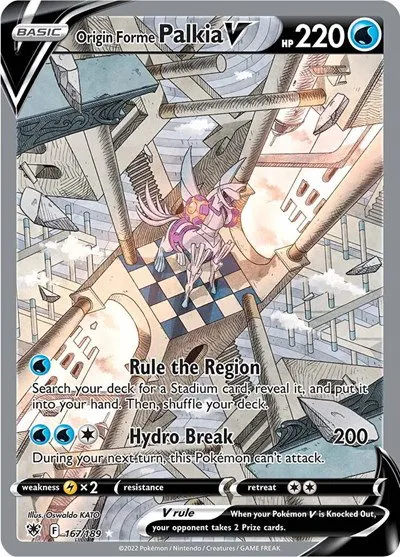 BASIC
Origin Forme Palkia V HP 220
Rule the Region
Search your deck for a Stadium card, reveal it, and put it
into your hand. Then, shuffle your deck.
Hydro Break 200
During your next turn, this Pokémon can't attack.
weakness ×2 resistance retreat
Illus. Oswaldo KATO
F 167/189
V rule
When your Pokémon V is Knocked Out,
your opponent takes 2 Prize cards.
©2022 Pokémon / Nintendo / Creatures / GAME FREAK